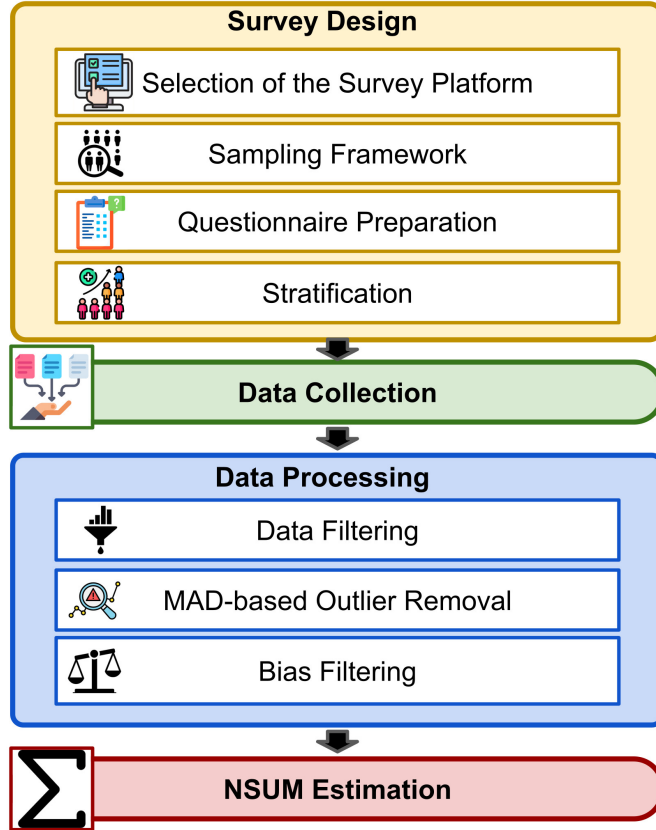 Survey Design
Selection of the Survey Platform
Sampling Framework
?
Questionnaire Preparation
Stratification
Data Collection
Data Processing
Data Filtering
MAD-based Outlier Removal
Bias Filtering
Σ
NSUM Estimation